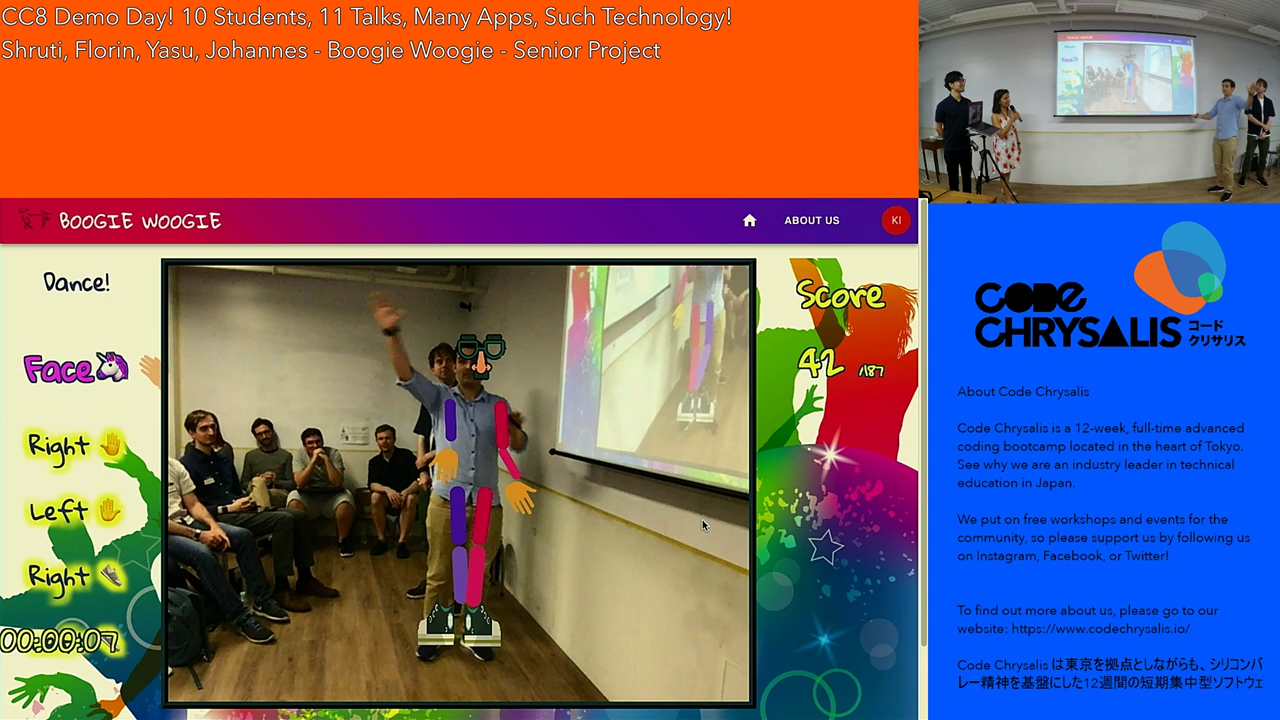 CC8 Demo Day! 10 Students, 11 Talks, Many Apps, Such Technology!
Shruti, Florin, Yasu, Johannes - Boogie Woogie - Senior Project
BOOGIE WOOGIE
ABOUT US
KI
Dance!
Face
Right
Left
Right
00:00:07
Score
42 /187
CODE
CHRYSALIS
コード
クリサリス
About Code Chrysalis
Code Chrysalis is a 12-week, full-time advanced
coding bootcamp located in the heart of Tokyo.
See why we are an industry leader in technical
education in Japan.
We put on free workshops and events for the
community, so please support us by following us
on Instagram, Facebook, or Twitter!
To find out more about us, please go to our
website: https://www.codechrysalis.io/
Code Chrysalis は東京を拠点としながらも、シリコンバ
レー精神を基盤にした12週間の短期集中型ソフトウェ